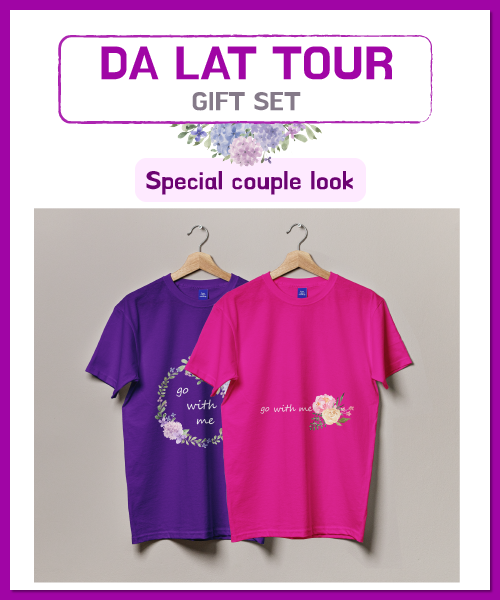 DA LAT TOUR
GIFT SET
Special couple look
go
with
me
go with me